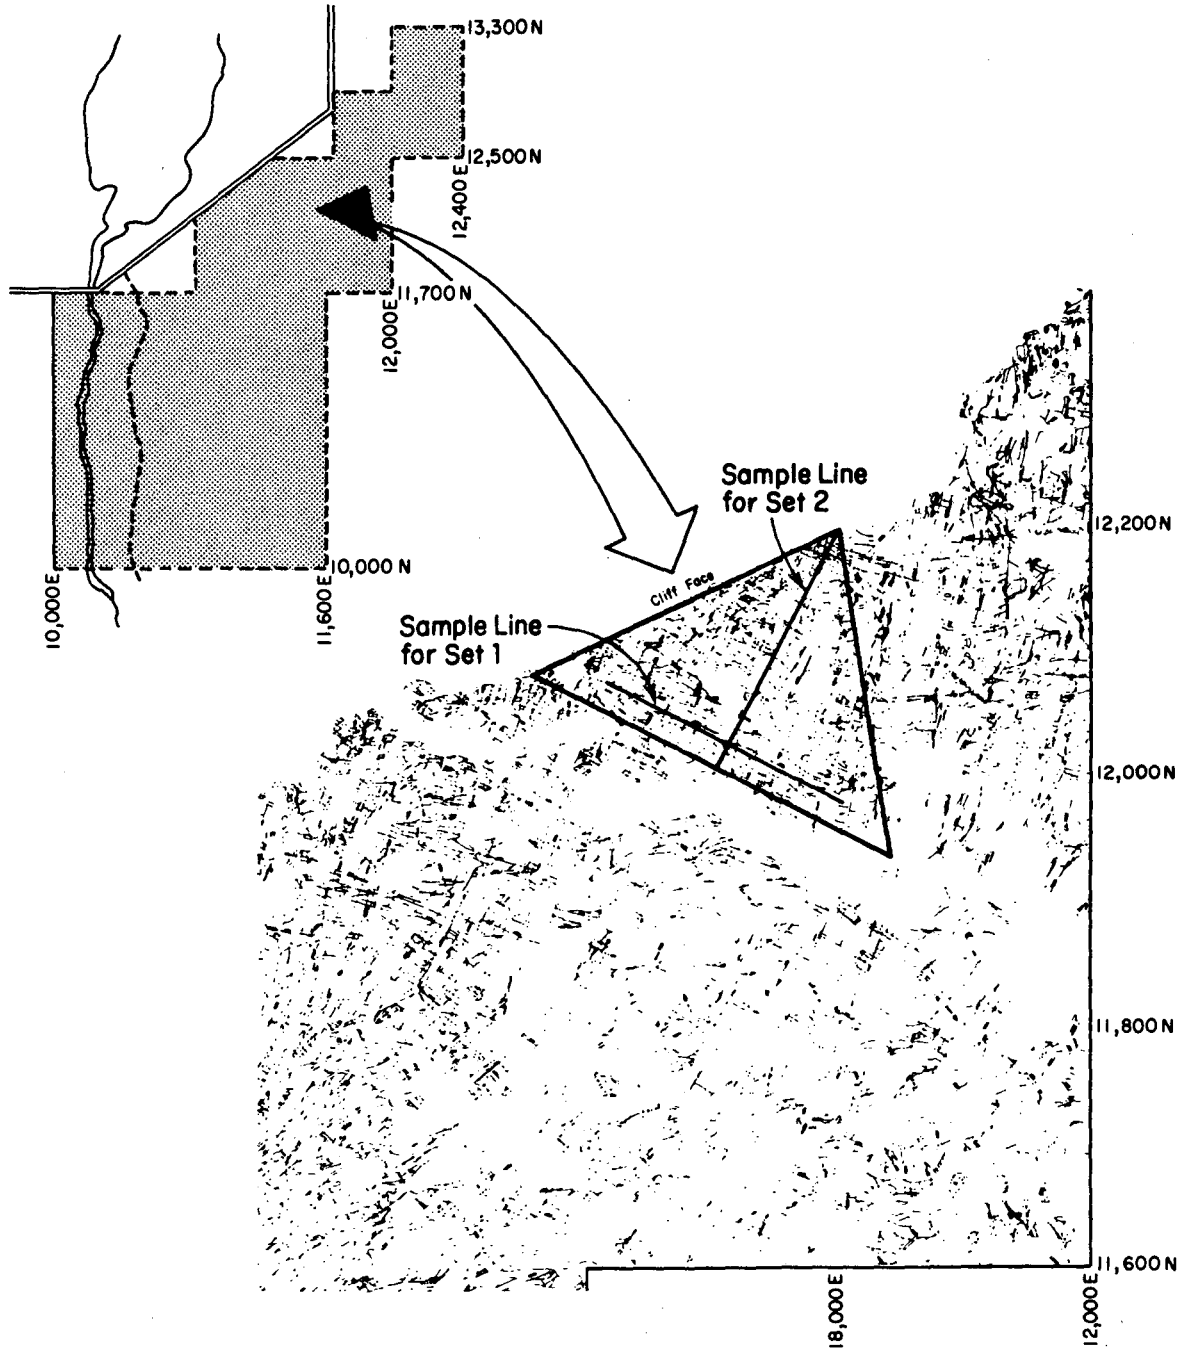 13,300 N
12,500 N
12,400 E
11,700 N
12,000 E
10,000 N
10,000 E
11,600 E
Sample Line
for Set 2
12,200 N
Cliff Face
Sample Line
for Set 1
12,000 N
11,800 N
11,600 N
18,000 E
12,000 E